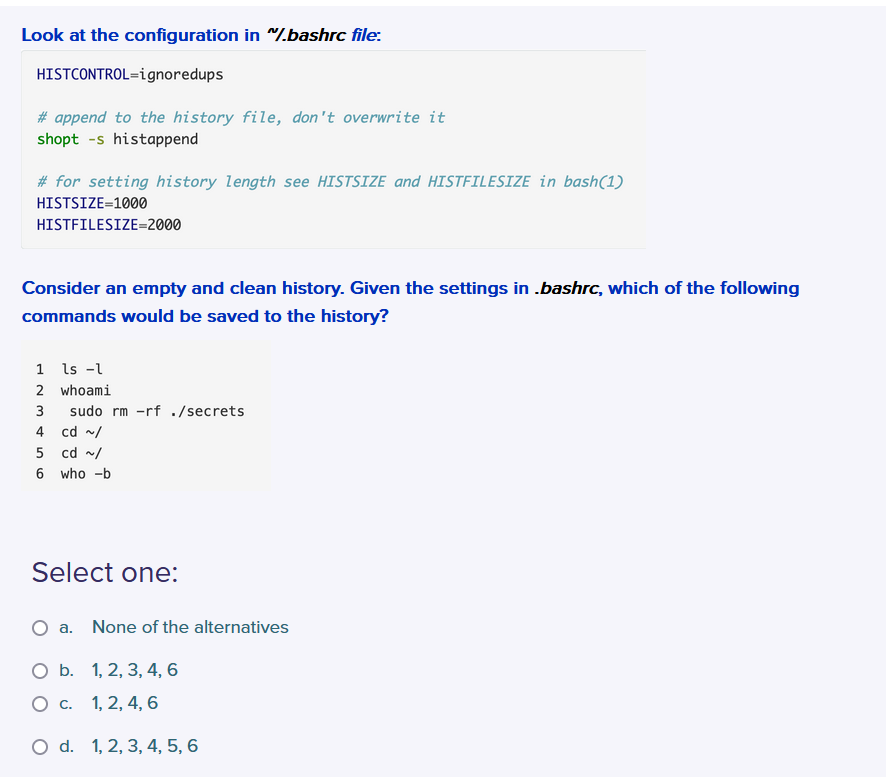 Look at the configuration in ~/.bashrc file:
HISTCONTROL=ignoredups
# append to the history file, don't overwrite it
shopt -s histappend
# for setting history length see HISTSIZE and HISTFILESIZE in bash(1)
HISTSIZE=1000
HISTFILESIZE=2000
Consider an empty and clean history. Given the settings in .bashrc, which of the following
commands would be saved to the history?
1  ls -l
2  whoami
3   sudo rm -rf ./secrets
4  cd ~/
5  cd ~/
6  who -b
Select one:
a. None of the alternatives
b. 1, 2, 3, 4, 6
c. 1, 2, 4, 6
d. 1, 2, 3, 4, 5, 6